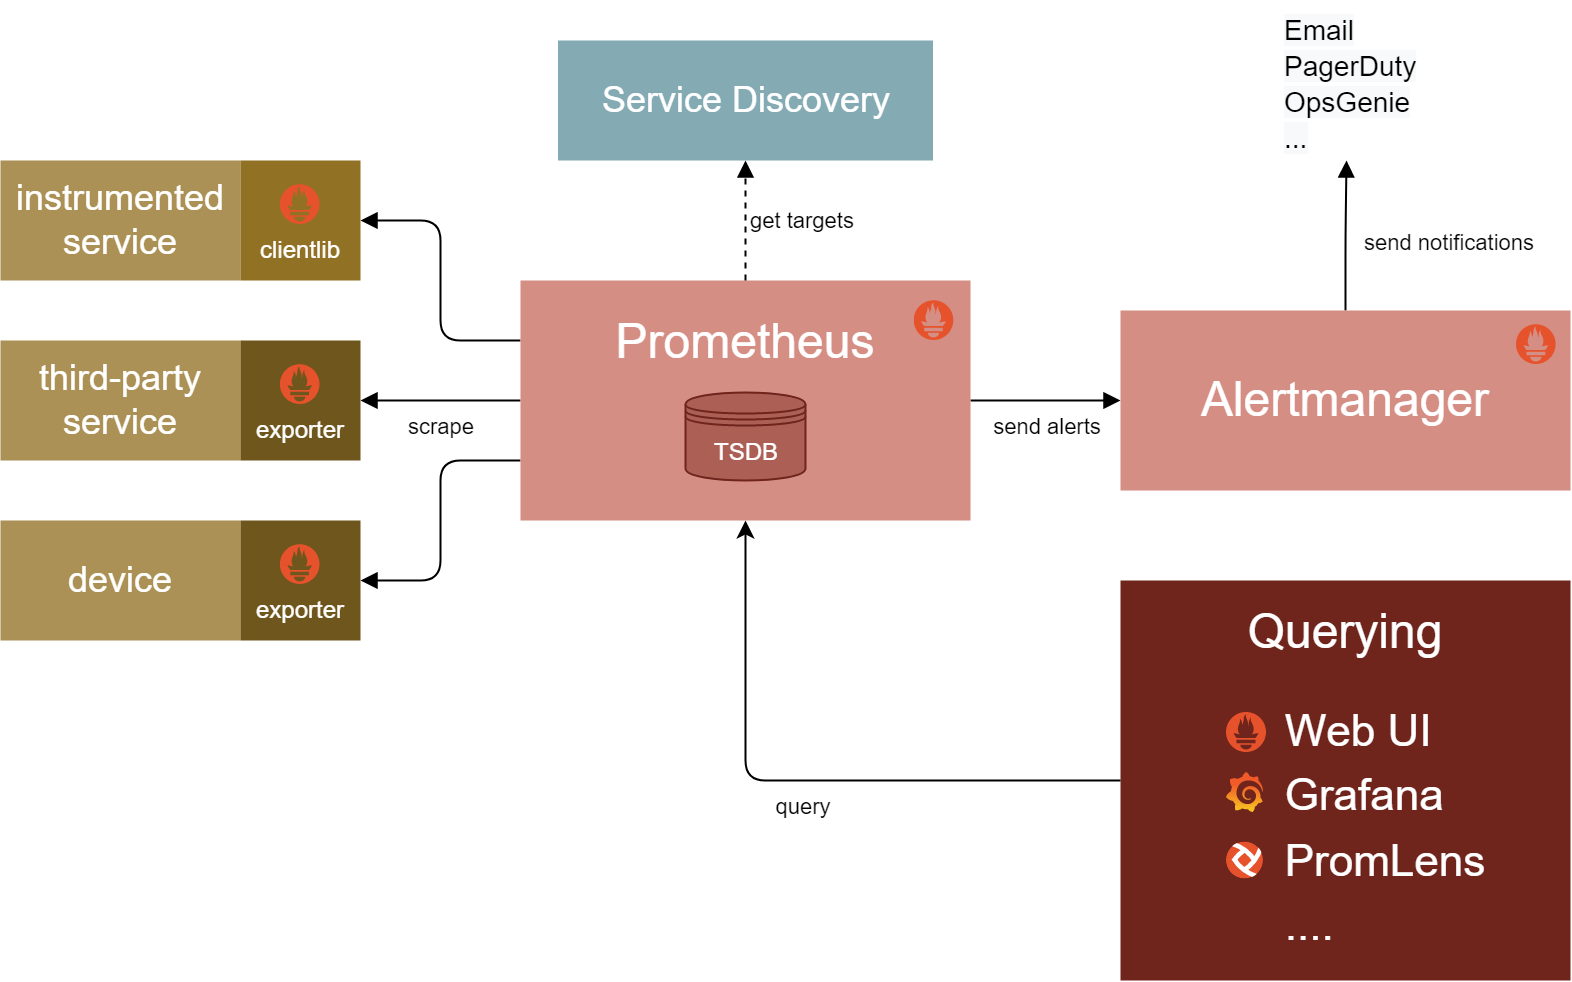 Email
PagerDuty
OpsGenie
...
Service Discovery
get targets
instrumented
service
clientlib
third-party
service
exporter
device
exporter
scrape
Prometheus
TSDB
send alerts
send notifications
Alertmanager
query
Querying
Web UI
Grafana
PromLens
....